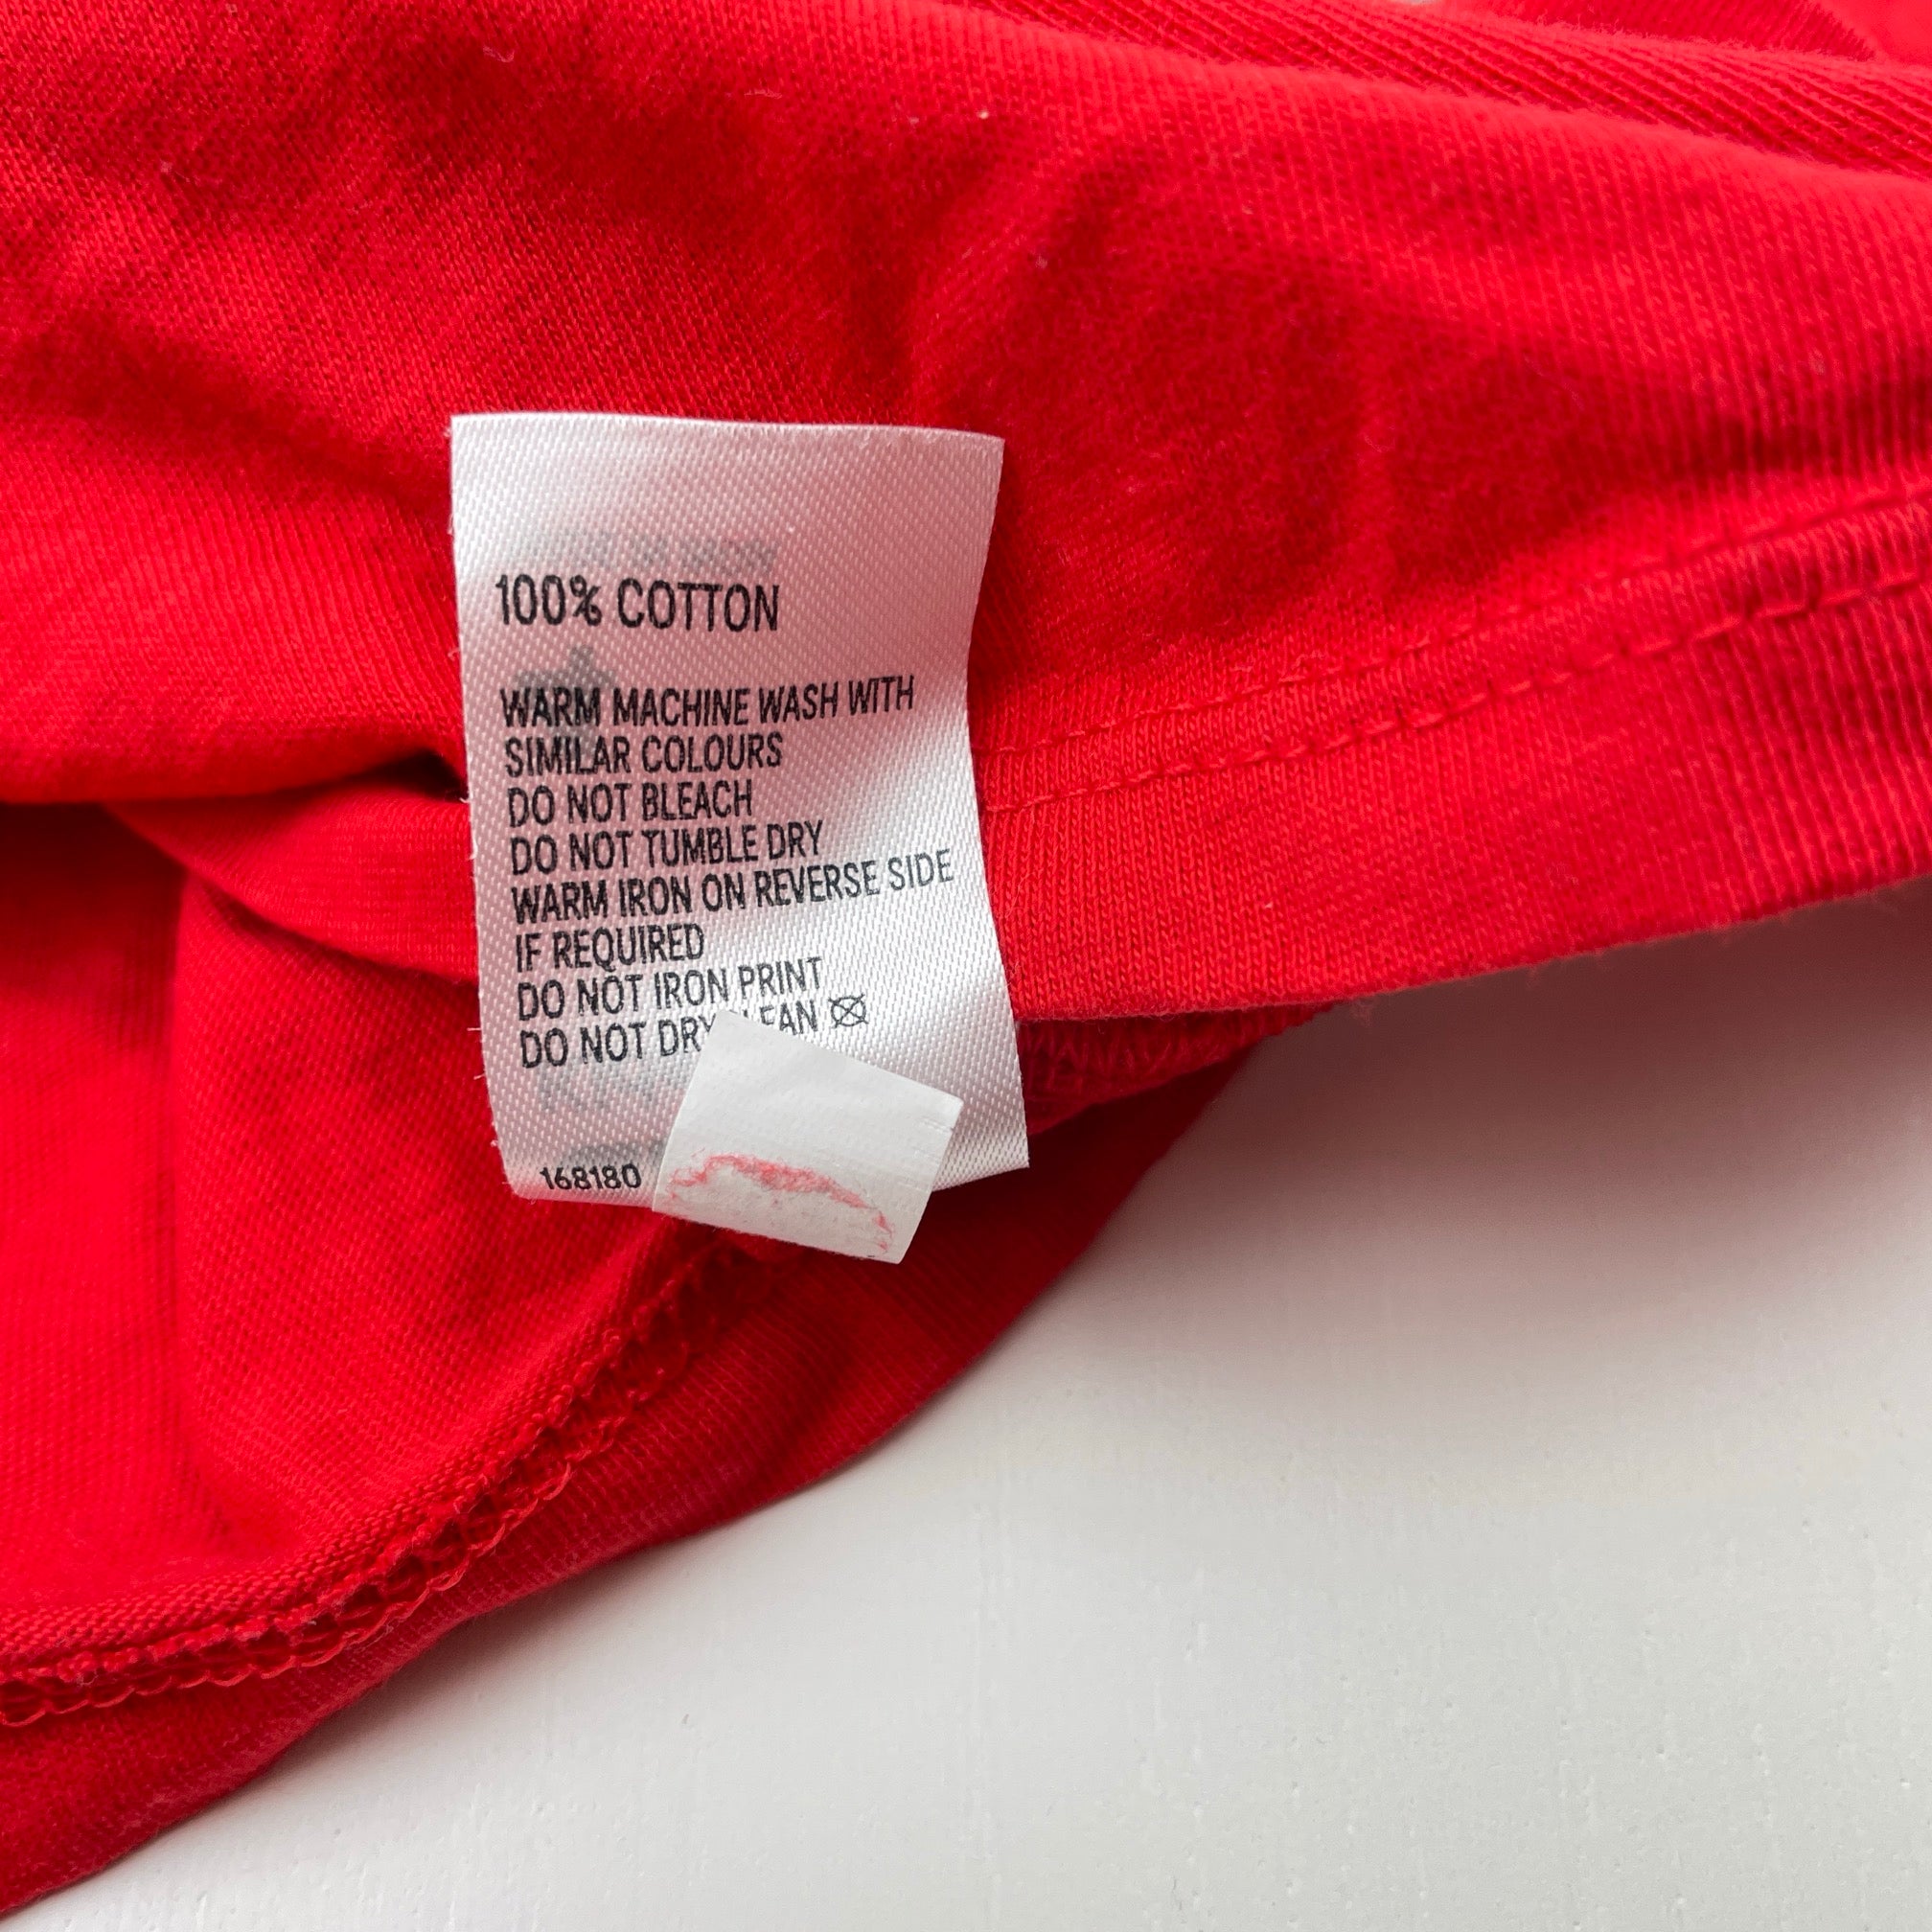 100% COTTON
WARM MACHINE WASH WITH
SIMILAR COLOURS
DO NOT BLEACH
DO NOT TUMBLE DRY
WARM IRON ON REVERSE SIDE
IF REQUIRED
DO NOT IRON PRINT
DO NOT DRY
168180